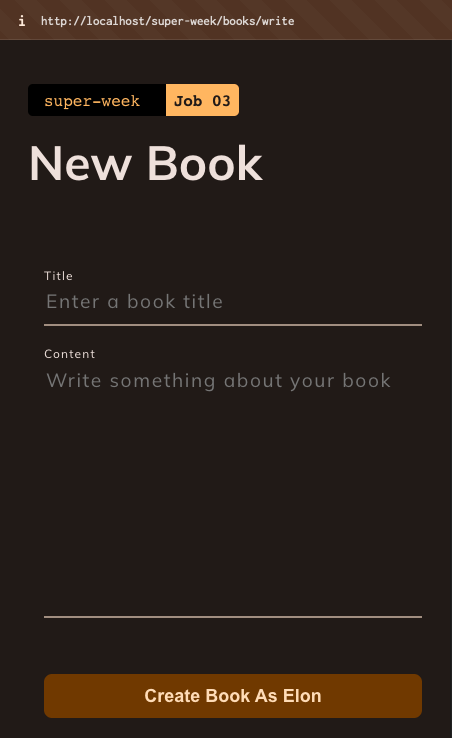 i http://localhost/super-week/books/write
super-week Job 03
New Book
Title
Enter a book title
Content
Write something about your book
Create Book As Elon